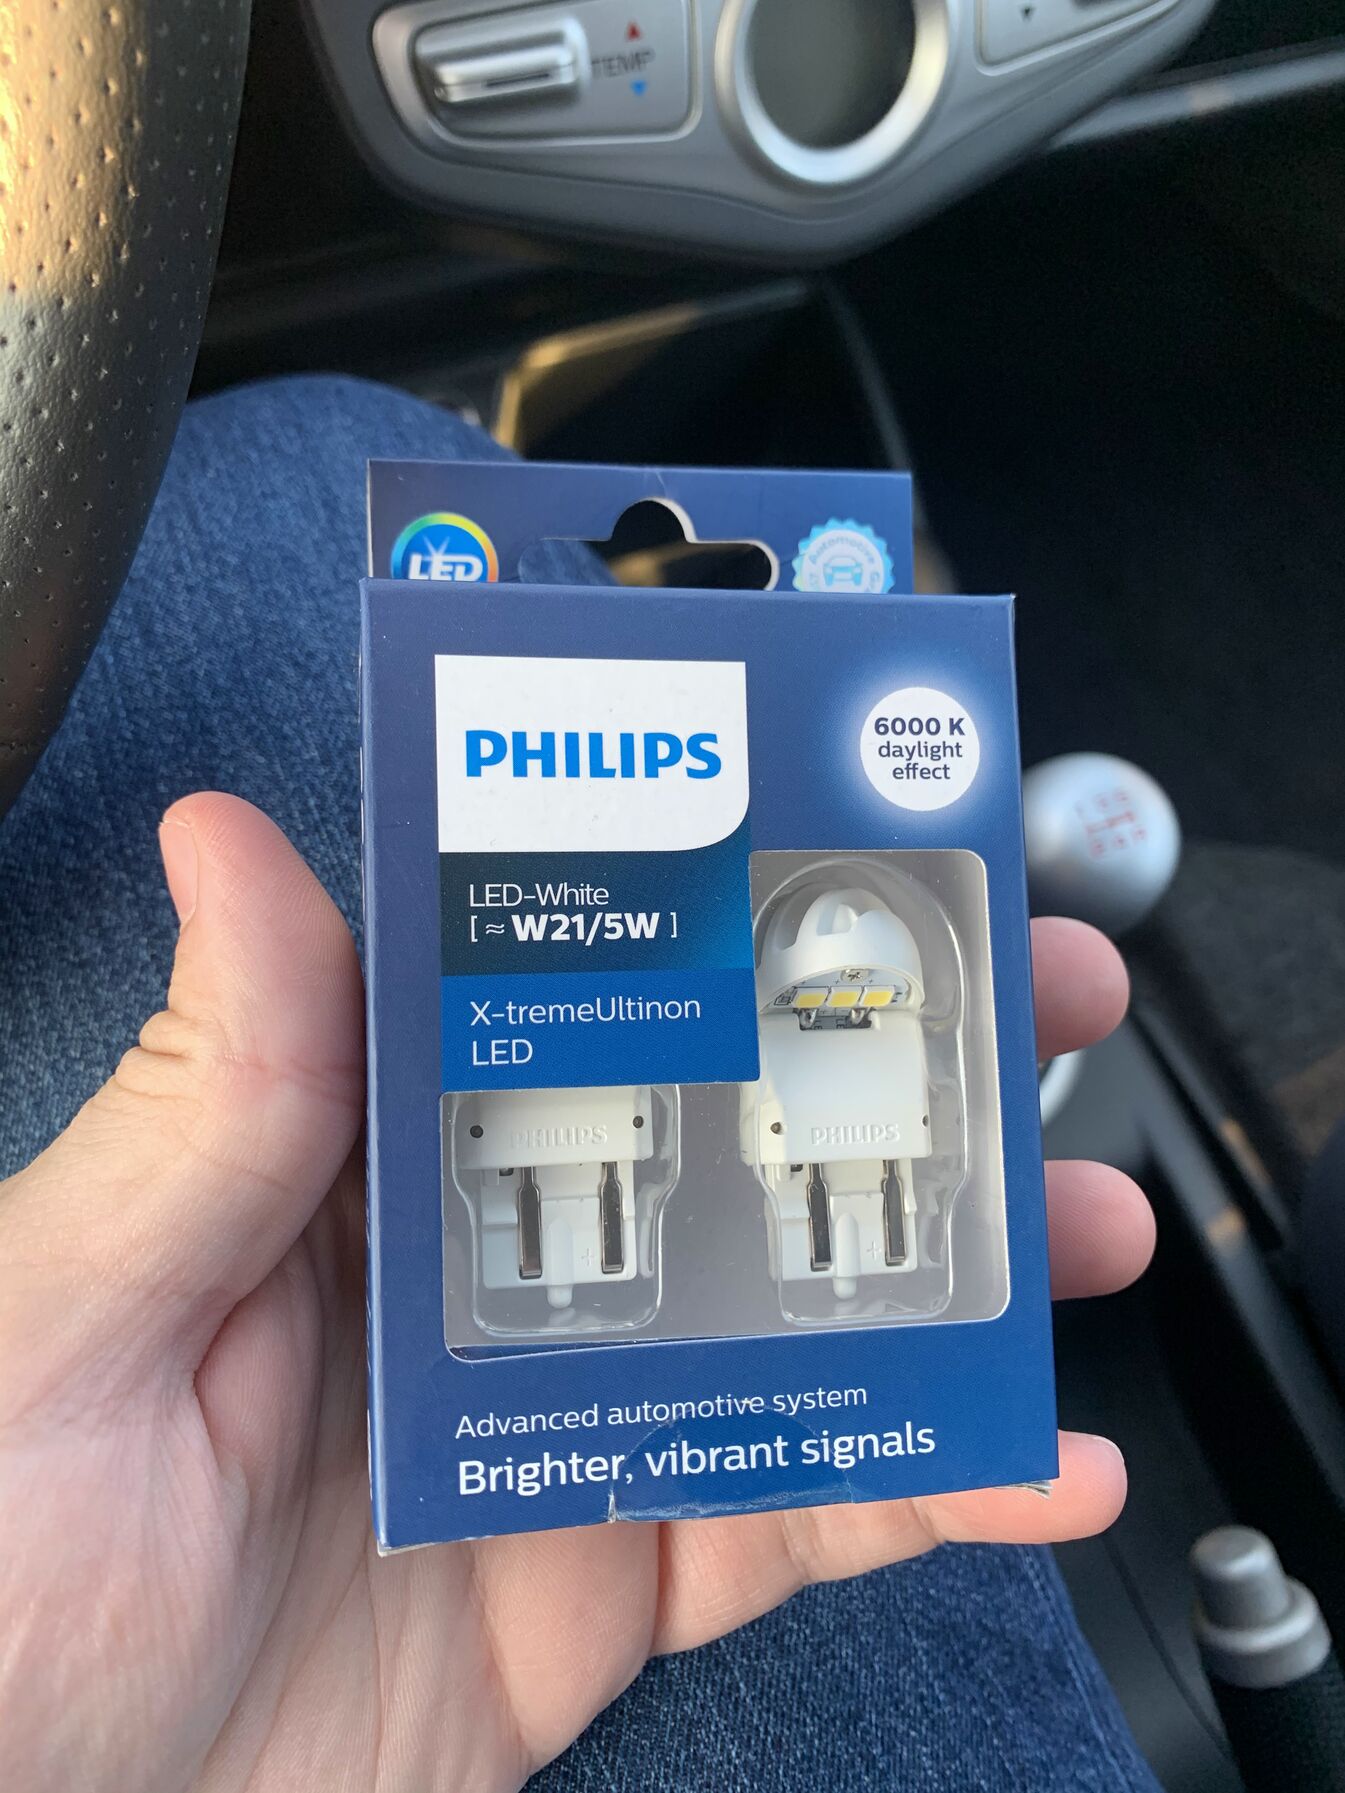 TEMP
LED
Automotive
PHILIPS
6000 K
daylight
effect
LED-White
[ ≈ W21/5W ]
X-tremeUltinon
LED
PHILIPS
PHILIPS
+
+
Advanced automotive system
Brighter, vibrant signals